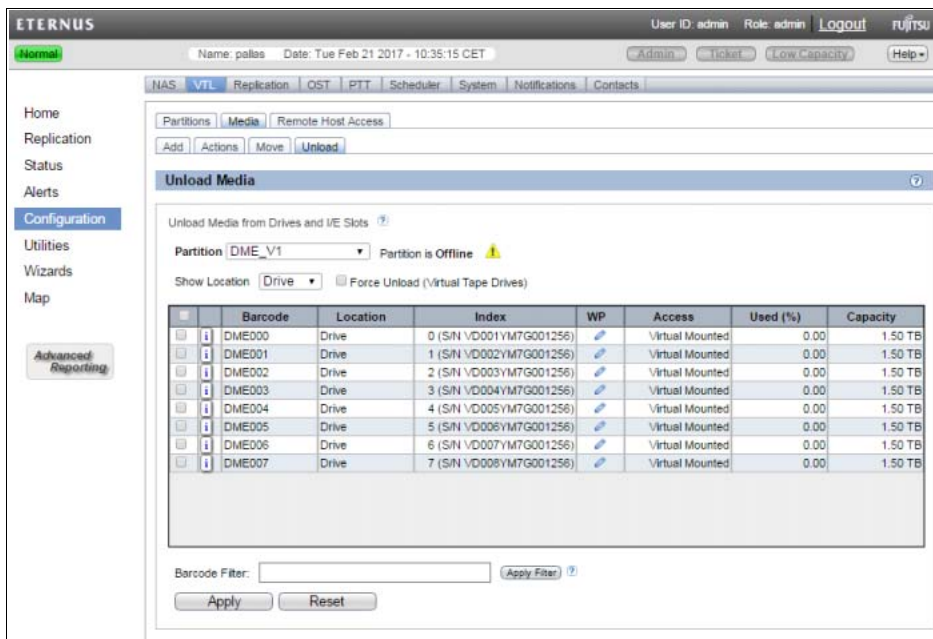 ETERNUS User ID: admin Role: admin Logout FUJITSU
Normal Name: pallas Date: Tue Feb 21 2017 - 10:35:15 CET Admin Ticket Low Capacity Help
NAS VTL Replication OST PTT Scheduler System Notifications Contacts
Home
Replication
Status
Alerts
Configuration
Utilities
Wizards
Map
Advanced
Reporting
Partitions Media Remote Host Access
Add Actions Move Unload
Unload Media ?
Unload Media from Drives and I/E Slots ?
Partition DME_V1 Partition is Offline
Show Location Drive Force Unload (Virtual Tape Drives)
Barcode Location Index WP Access Used (%) Capacity
i DME000 Drive 0 (S/N VD001YM7G001256) Virtual Mounted 0.00 1.50 TB
i DME001 Drive 1 (S/N VD002YM7G001256) Virtual Mounted 0.00 1.50 TB
i DME002 Drive 2 (S/N VD003YM7G001256) Virtual Mounted 0.00 1.50 TB
i DME003 Drive 3 (S/N VD004YM7G001256) Virtual Mounted 0.00 1.50 TB
i DME004 Drive 4 (S/N VD005YM7G001256) Virtual Mounted 0.00 1.50 TB
i DME005 Drive 5 (S/N VD006YM7G001256) Virtual Mounted 0.00 1.50 TB
i DME006 Drive 6 (S/N VD007YM7G001256) Virtual Mounted 0.00 1.50 TB
i DME007 Drive 7 (S/N VD008YM7G001256) Virtual Mounted 0.00 1.50 TB
Barcode Filter: Apply Filter ?
Apply Reset